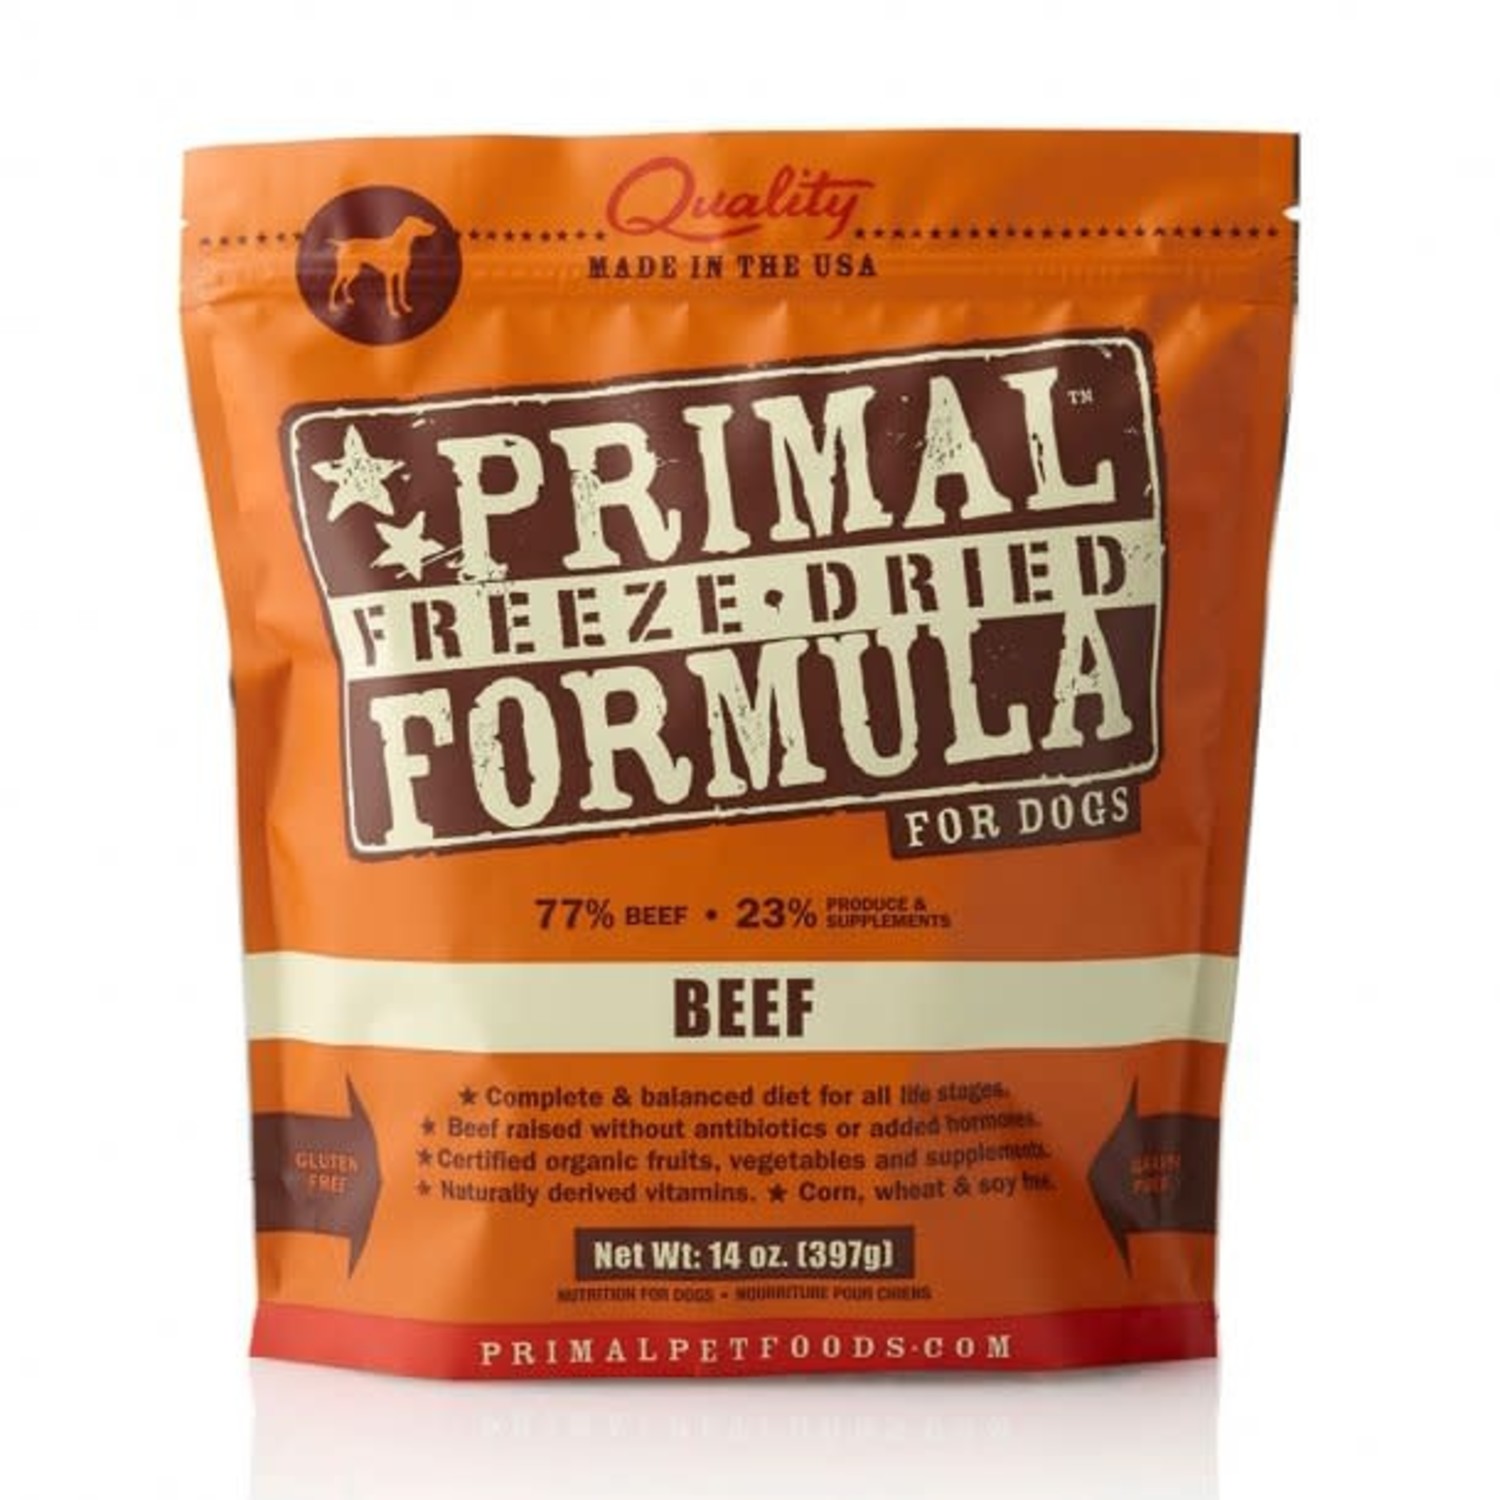 Quality
MADE IN THE USA
PRIMAL™
FREEZE•DRIED
FORMULA
FOR DOGS
77% BEEF • 23% PRODUCE &
SUPPLEMENTS
BEEF
★ Complete & balanced diet for all life stages.
★ Beef raised without antibiotics or added hormones.
★ Certified organic fruits, vegetables and supplements.
★ Naturally derived vitamins. ★ Corn, wheat & soy free.
GLUTEN
FREE
Net Wt: 14 oz. (397g)
NUTRITION FOR DOGS • NOURRITURE POUR CHIENS
PRIMALPETFOODS.COM